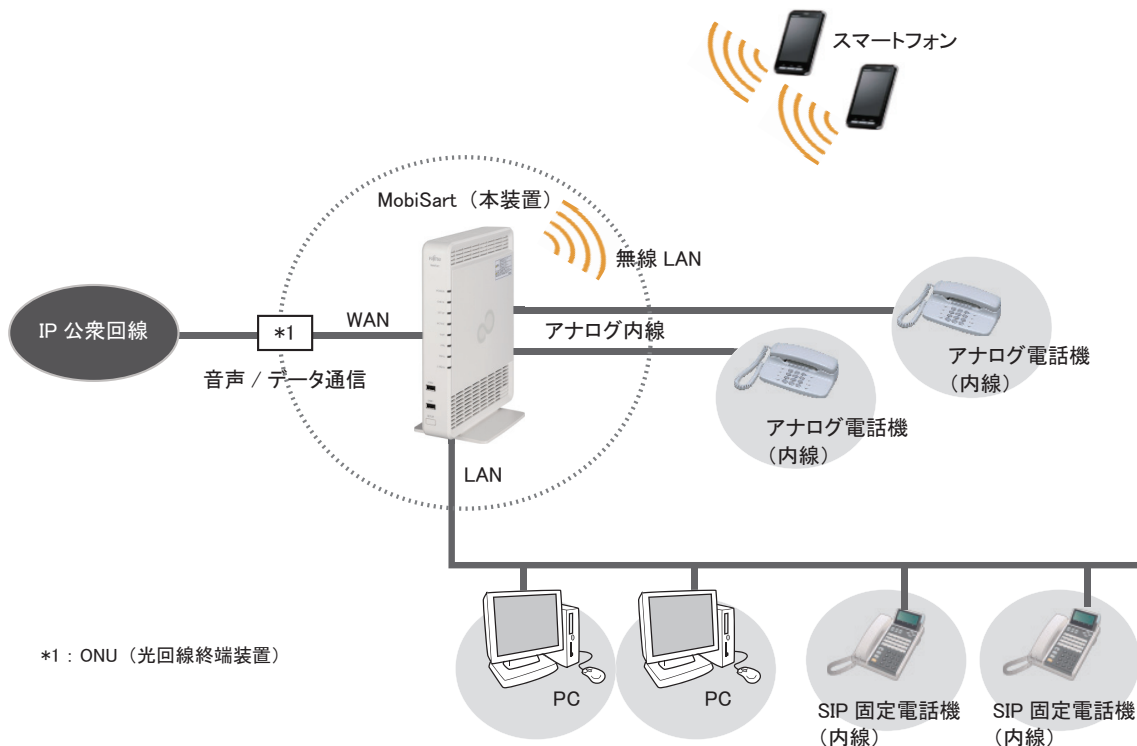 スマートフォン
MobiSart（本装置）
無線 LAN
IP 公衆回線
*1
WAN
音声 / データ通信
アナログ内線
アナログ電話機
（内線）
アナログ電話機
（内線）
LAN
*1 : ONU（光回線終端装置）
PC
PC
SIP 固定電話機
（内線）
SIP 固定電話機
（内線）